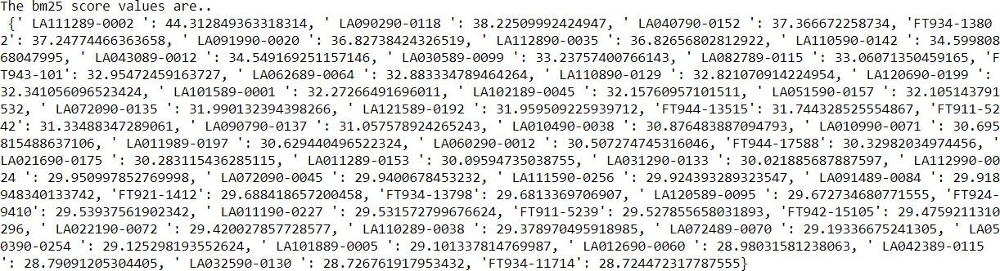 The bm25 score values are..
{' LA111289-0002 ': 44.312849363318314, ' LA090290-0118 ': 38.22509992424947, ' LA040790-0152 ': 37.366672258734, 'FT934-1380
2': 37.24774466363658, ' LA091990-0020 ': 36.82738424326519, ' LA112890-0035 ': 36.82656802812922, ' LA110590-0142 ': 34.599808
68047995, ' LA043089-0012 ': 34.549169251157146, ' LA030589-0099 ': 33.23757400766143, ' LA082789-0115 ': 33.06071350459165, 'F
T943-101': 32.95472459163727, ' LA062689-0064 ': 32.883334789464264, ' LA110890-0129 ': 32.821070914224954, ' LA120690-0199 ':
32.341056096523424, ' LA101589-0001 ': 32.27266491696011, ' LA102189-0045 ': 32.15760957101511, ' LA051590-0157 ': 32.105143791
532, ' LA072090-0135 ': 31.990132394398266, ' LA121589-0192 ': 31.959509225939712, 'FT944-13515': 31.744328525554867, 'FT911-52
42': 31.33488347289061, ' LA090790-0137 ': 31.057578924265243, ' LA010490-0038 ': 30.876483887094793, ' LA010990-0071 ': 30.695
815488637106, ' LA011989-0197 ': 30.629440496522324, ' LA060290-0012 ': 30.507274745316046, 'FT944-17588': 30.32982034974456, '
LA021690-0175 ': 30.283115436285115, ' LA011289-0153 ': 30.09594735038755, ' LA031290-0133 ': 30.021885687887597, ' LA112990-00
24 ': 29.950997852769998, ' LA072090-0045 ': 29.9400678453232, ' LA111590-0256 ': 29.924393289323547, ' LA091489-0084 ': 29.918
948340133742, 'FT921-1412': 29.688418657200458, 'FT934-13798': 29.6813369706907, ' LA120589-0095 ': 29.672734680771555, 'FT924-
9410': 29.53937561902342, ' LA011190-0227 ': 29.531572799676624, 'FT911-5239': 29.527855658031893, 'FT942-15105': 29.4759211310
296, ' LA022190-0072 ': 29.420027857728577, ' LA110289-0038 ': 29.378970495918985, ' LA072489-0070 ': 29.19336675241305, ' LA05
0390-0254 ': 29.125298193552624, ' LA101889-0005 ': 29.101337814769987, ' LA012690-0060 ': 28.98031581238063, ' LA042389-0115
': 28.79091205304405, ' LA032590-0130 ': 28.726761917953432, 'FT934-11714': 28.724472317787555}